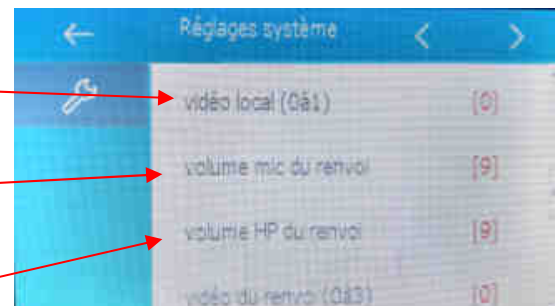 Réglages système
vidéo local (0à1) [0]
volume mic du renvoi [9]
volume HP du renvoi [9]
vidéo du renvoi (0à3) [0]